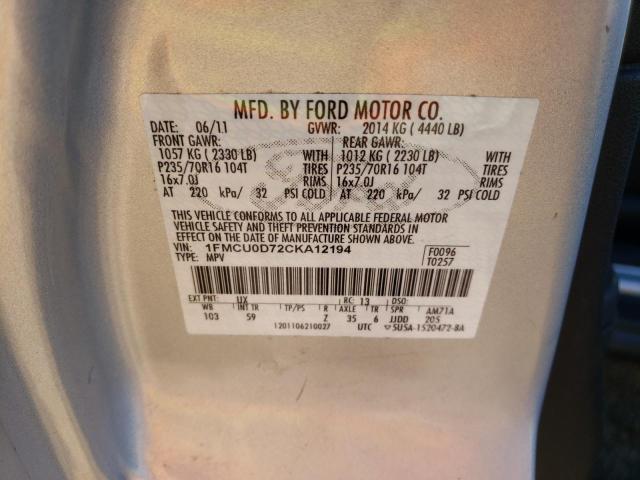 MFD. BY FORD MOTOR CO.
DATE: 06/11 GVWR: 2014 KG ( 4440 LB)
FRONT GAWR: REAR GAWR:
1057 KG ( 2330 LB) WITH 1012 KG ( 2230 LB) WITH
P235/70R16 104T TIRES P235/70R16 104T TIRES
16x7.0J RIMS 16x7.0J RIMS
AT 220 kPa/ 32 PSI COLD AT 220 kPa/ 32 PSI COLD
THIS VEHICLE CONFORMS TO ALL APPLICABLE FEDERAL MOTOR
VEHICLE SAFETY AND THEFT PREVENTION STANDARDS IN
EFFECT ON THE DATE OF MANUFACTURE SHOWN ABOVE.
VIN: 1FMCU0D72CKA12194 F0096
TYPE: MPV T0257
EXT PNT: UX RC: 13 DSO:
WB INT TR TP/PS R AXLE TR SPR AM71A
103 59 Z 35 6 JJDD 205
1201106210027 UTC 5U5A-1520472-BA